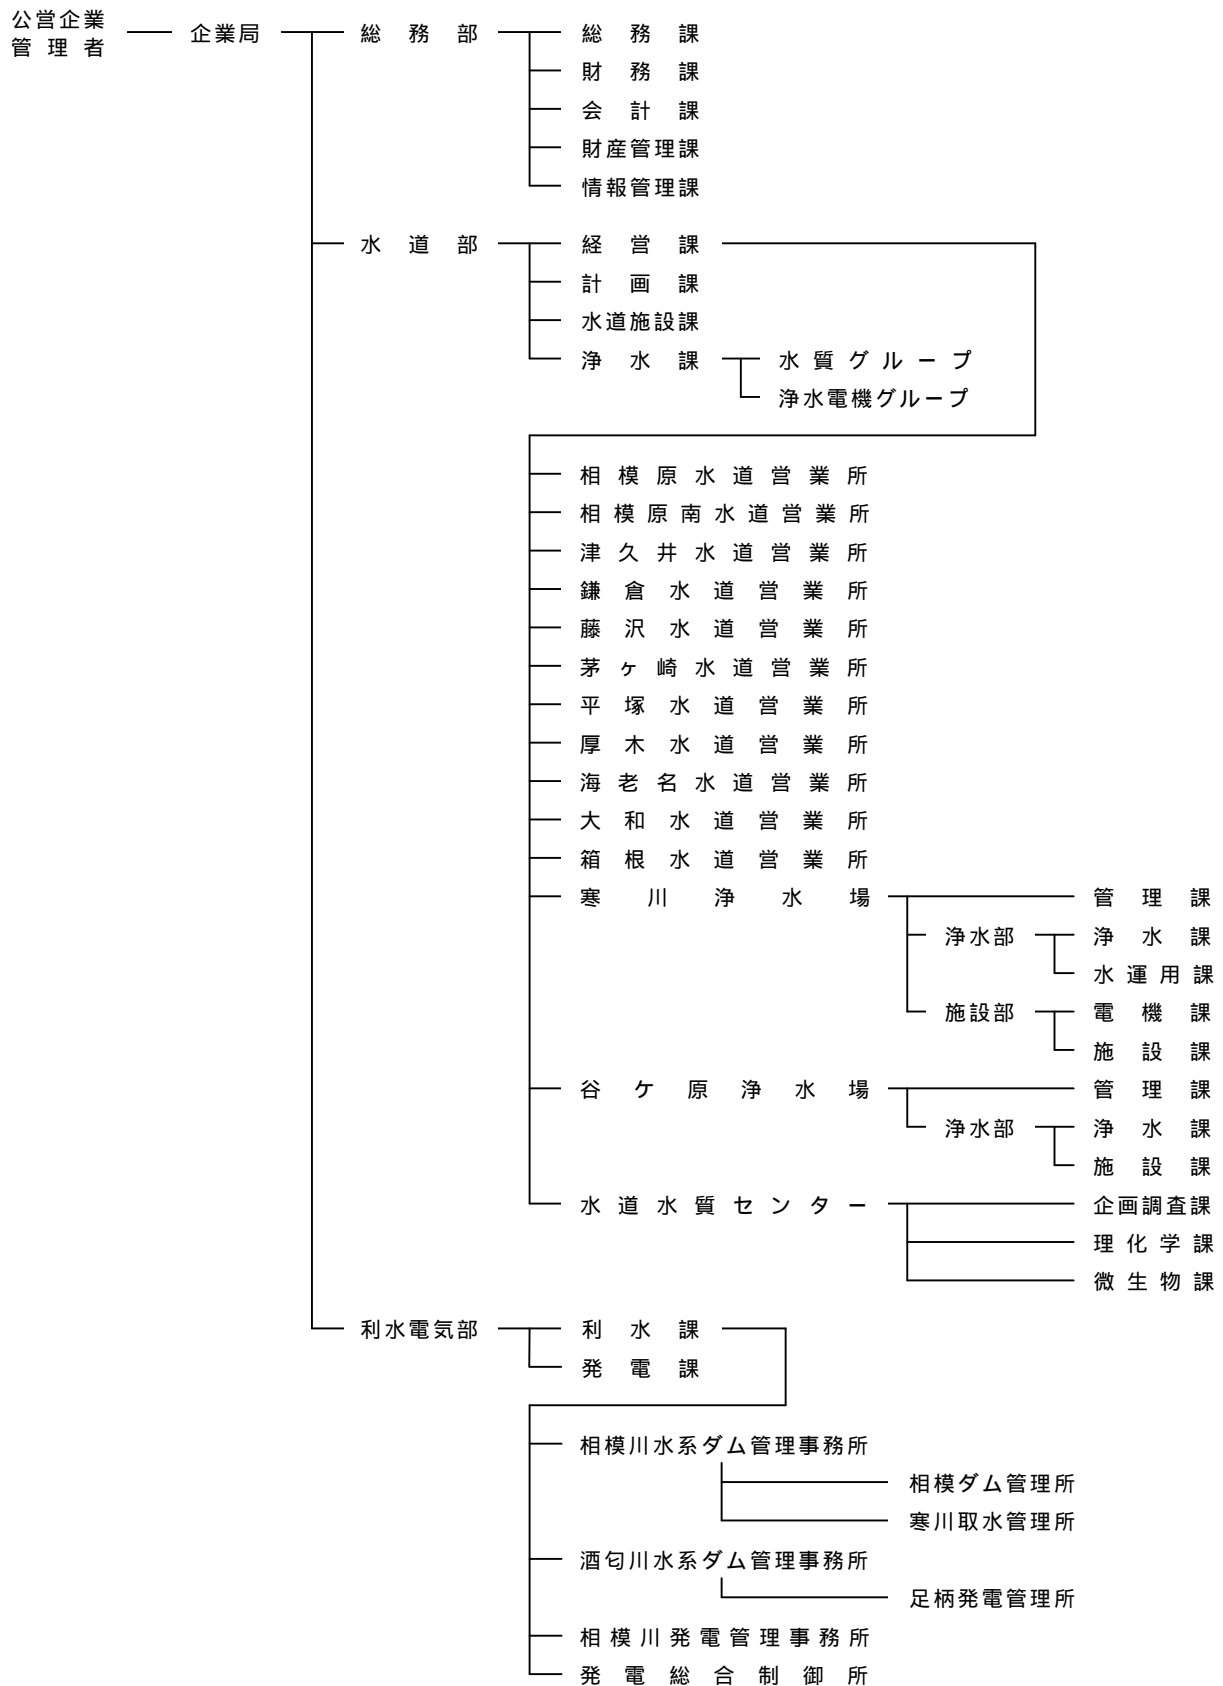 公営企業
管理者
企業局
総務部
総務課
財務課
会計課
財産管理課
情報管理課
水道部
経営課
計画課
水道施設課
浄水課
水質グループ
浄水電機グループ
相模原水道営業所
相模原南水道営業所
津久井水道営業所
鎌倉水道営業所
藤沢水道営業所
茅ヶ崎水道営業所
平塚水道営業所
厚木水道営業所
海老名水道営業所
大和水道営業所
箱根水道営業所
寒川浄水場
管理課
浄水部
浄水課
水運用課
施設部
電機課
施設課
谷ケ原浄水場
管理課
浄水部
浄水課
施設課
水道水質センター
企画調査課
理化学課
微生物課
利水電気部
利水課
発電課
相模川水系ダム管理事務所
相模ダム管理所
寒川取水管理所
酒匂川水系ダム管理事務所
足柄発電管理所
相模川発電管理事務所
発電総合制御所